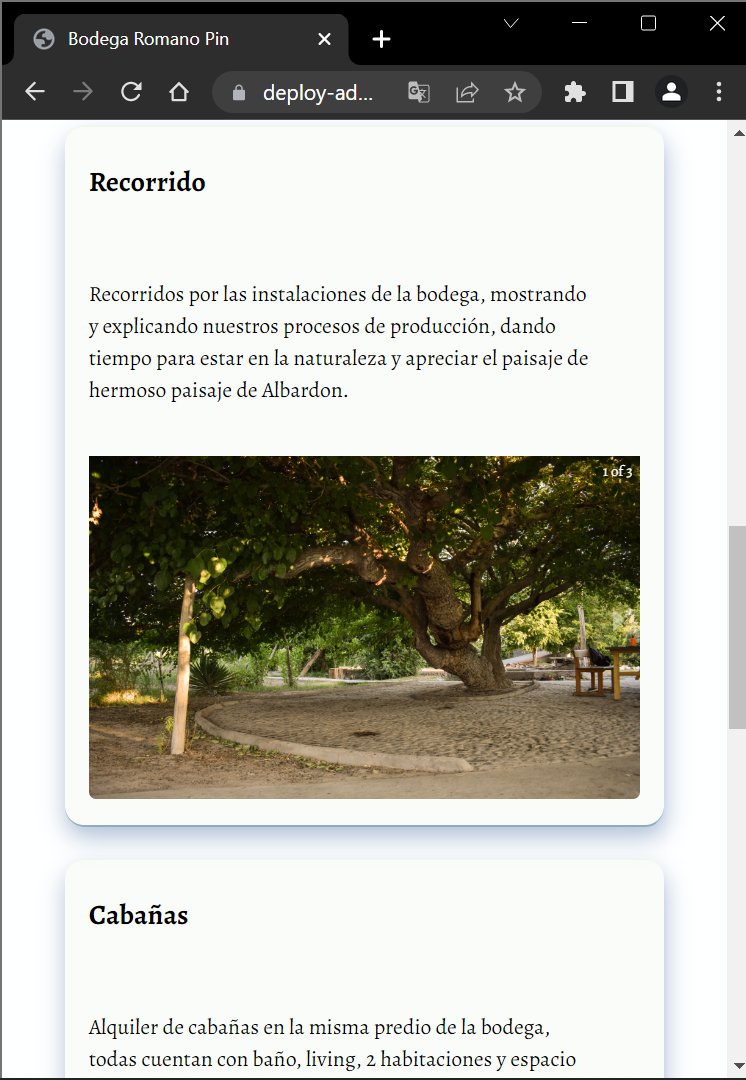 Bodega Romano Pin
deploy-ad...
Recorrido
Recorridos por las instalaciones de la bodega, mostrando
y explicando nuestros procesos de producción, dando
tiempo para estar en la naturaleza y apreciar el paisaje de
hermoso paisaje de Albardon.
1 of 3
Cabañas
Alquiler de cabañas en la misma predio de la bodega,
todas cuentan con baño, living, 2 habitaciones y espacio